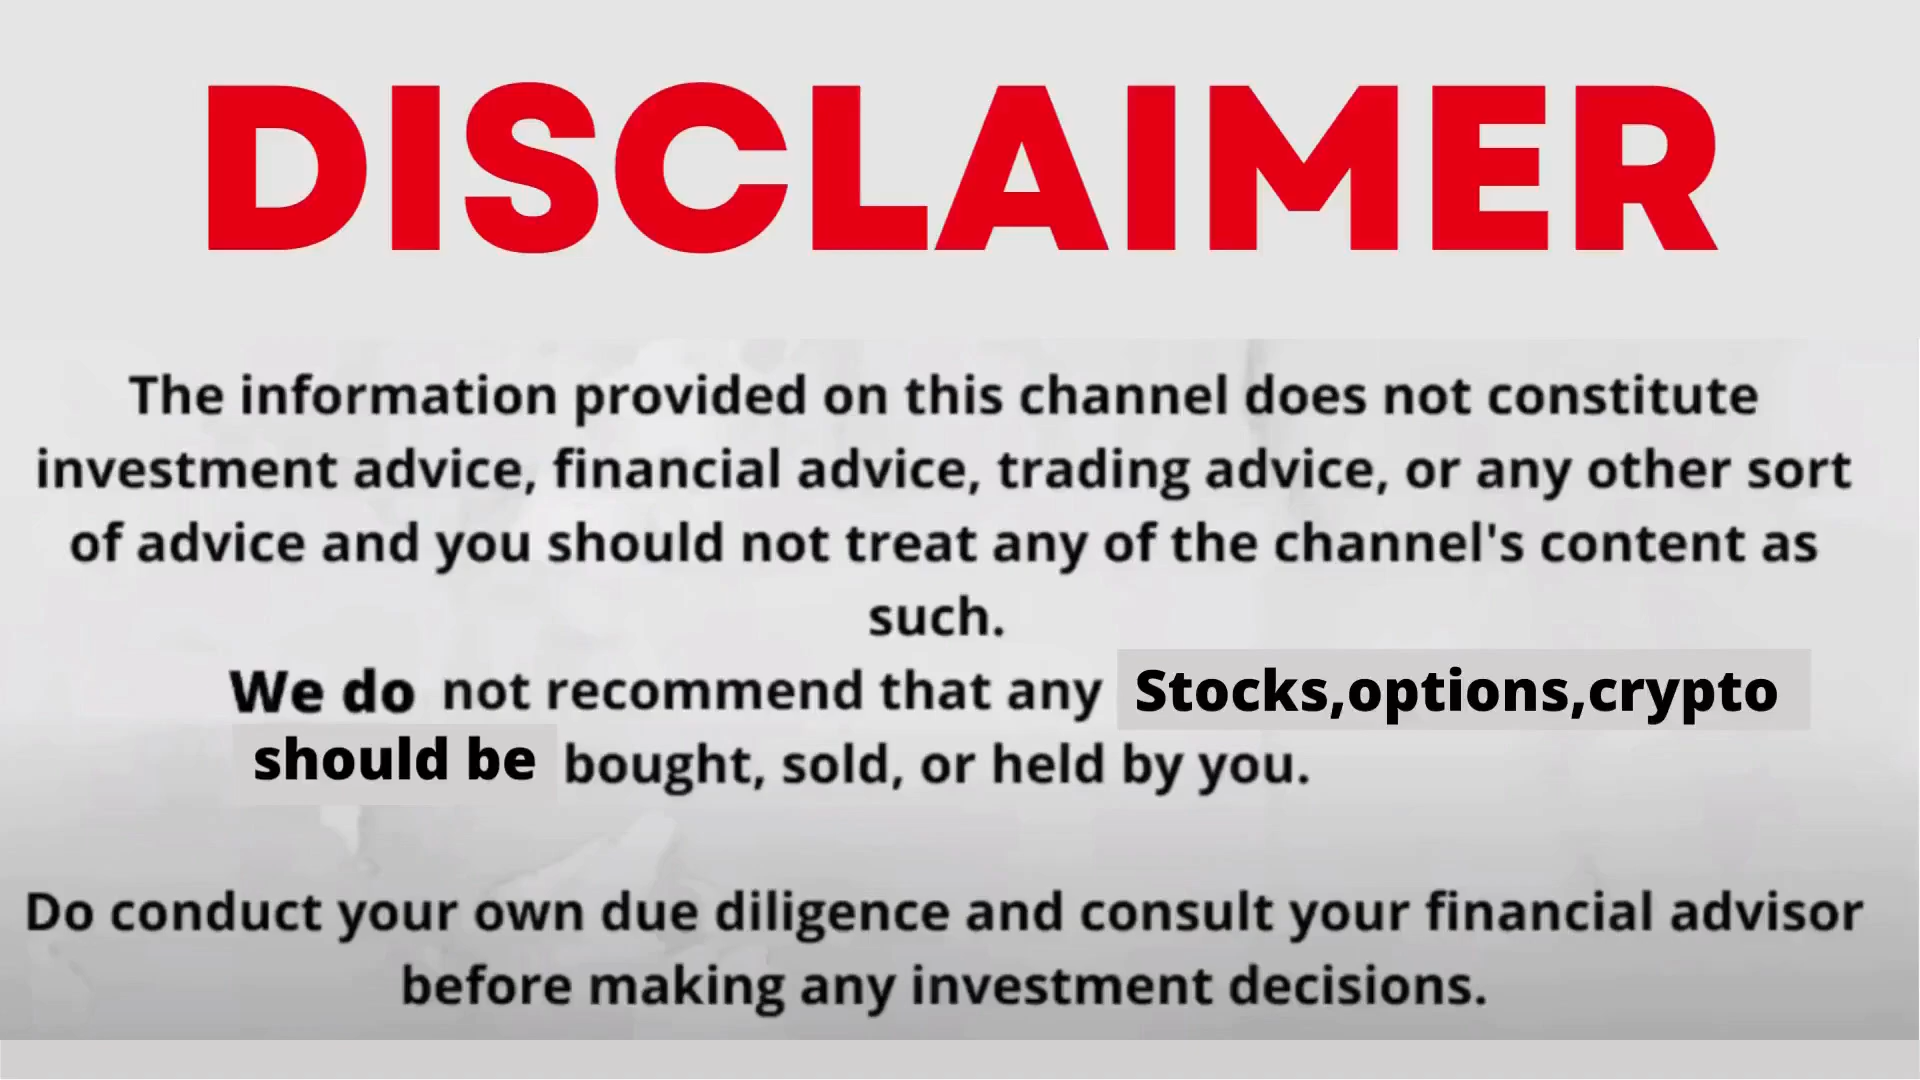 DISCLAIMER
The information provided on this channel does not constitute
investment advice, financial advice, trading advice, or any other sort
of advice and you should not treat any of the channel's content as
such.
We do not recommend that any Stocks,options,crypto
should be bought, sold, or held by you.
Do conduct your own due diligence and consult your financial advisor
before making any investment decisions.